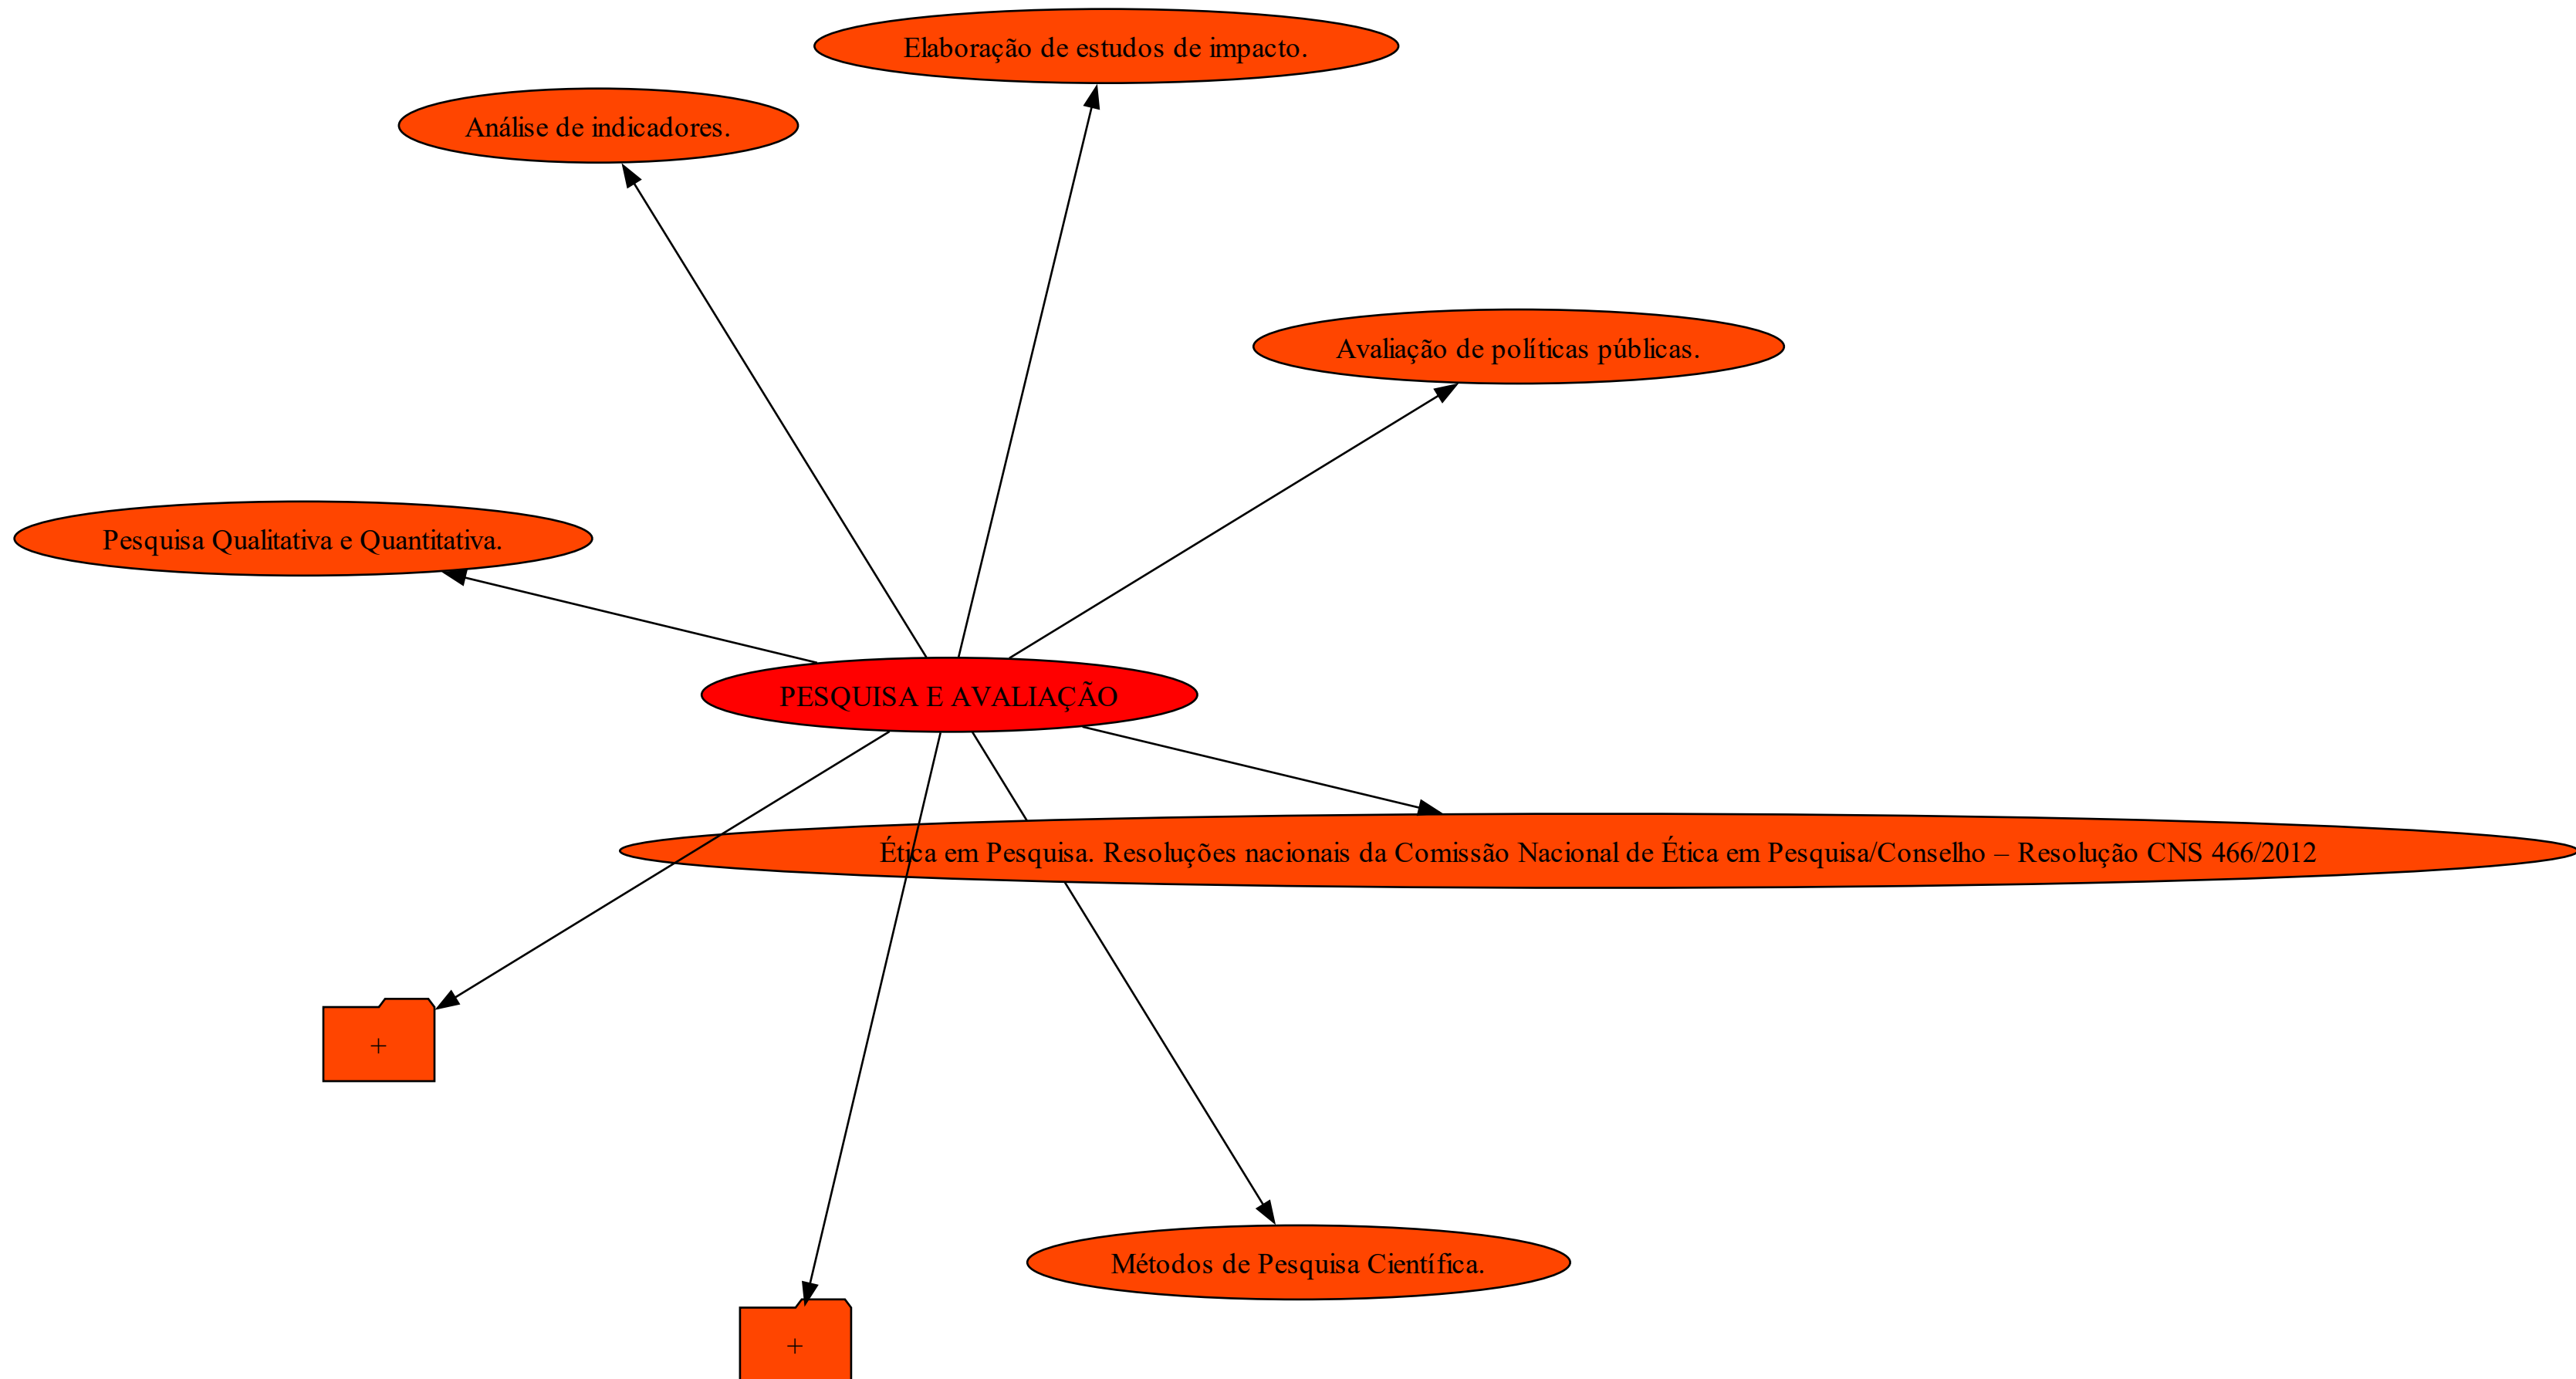 Elaboração de estudos de impacto.
Análise de indicadores.
Avaliação de políticas públicas.
Pesquisa Qualitativa e Quantitativa.
PESQUISA E AVALIAÇÃO
Ética em Pesquisa. Resoluções nacionais da Comissão Nacional de Ética em Pesquisa/Conselho – Resolução CNS 466/2012
+
Métodos de Pesquisa Científica.
+